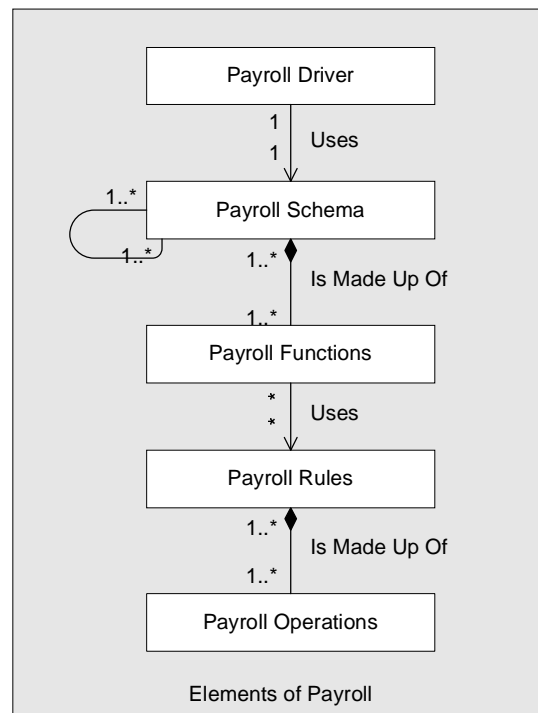 Payroll Driver
1
Uses
1
Payroll Schema
1..*
1..*
1..*
Is Made Up Of
1..*
Payroll Functions
*
Uses
*
Payroll Rules
1..*
Is Made Up Of
1..*
Payroll Operations
Elements of Payroll